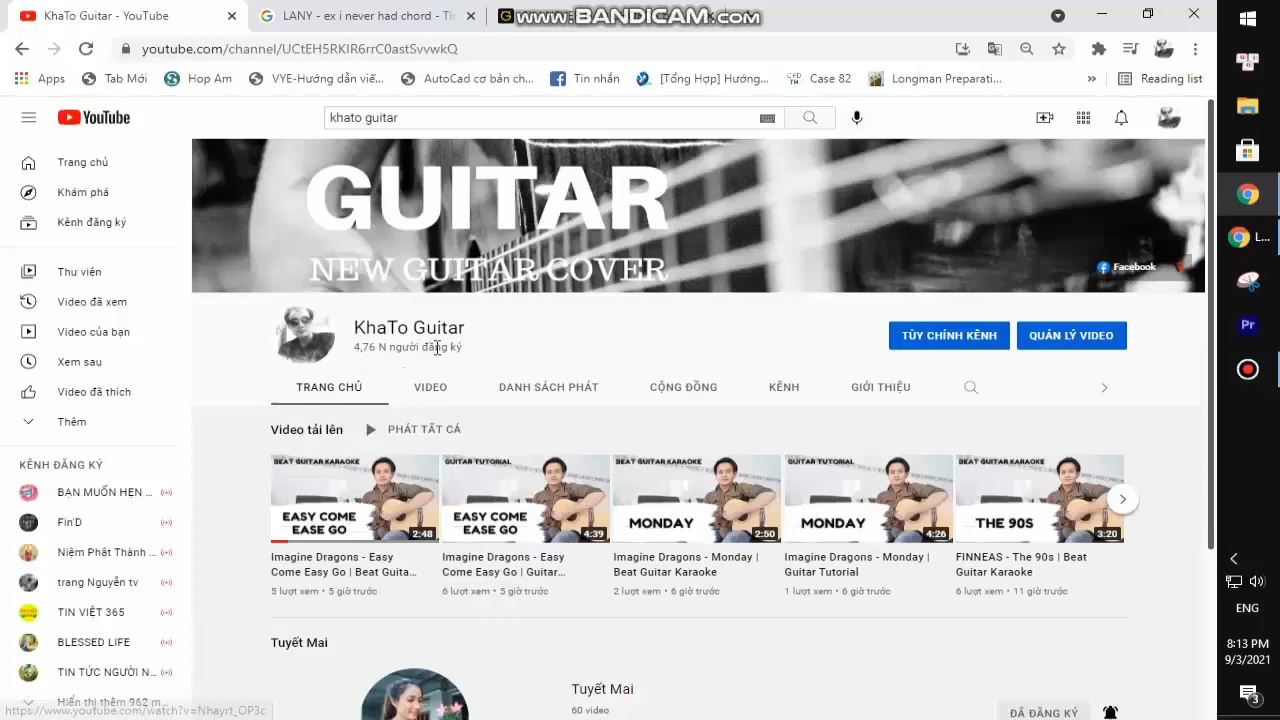 KhaTo Guitar - YouTube
LANY - ex i never had chord - Ti
www.BANDICAM.com
youtube.com/channel/UCtEH5RKIR6rrC0astSvvwkQ
Apps
Tab Mới
Hop Am
VYE-Hướng dẫn viế...
AutoCad cơ bản ch...
Tin nhắn
[Tổng Hợp] Hướng...
Case 82
Longman Preparati...
»
Reading list
YouTube
khato guitar
Trang chủ
Khám phá
Kênh đăng ký
Thư viện
Video đã xem
Video của bạn
Xem sau
Video đã thích
Thêm
KÊNH ĐĂNG KÝ
BẠN MUỐN HẸN ...
Fin'D
Niệm Phật Thành ...
trang Nguyễn tv
TIN VIỆT 365
BLESSED LIFE
TIN TỨC NGƯỜI N...
Hiển thị thêm 962 m...
https://www.youtube.com/watch?v=Nhayrt_OP3c
GUITAR
NEW GUITAR COVER
Facebook
KhaTo Guitar
4,76 N người đăng ký
TÙY CHỈNH KÊNH
QUẢN LÝ VIDEO
TRANG CHỦ
VIDEO
DANH SÁCH PHÁT
CỘNG ĐỒNG
KÊNH
GIỚI THIỆU
Video tải lên
PHÁT TẤT CẢ
BEAT GUITAR KARAOKE
EASY COME
EASE GO
2:48
Imagine Dragons - Easy
Come Easy Go | Beat Guita...
5 lượt xem • 5 giờ trước
GUITAR TUTORIAL
EASY COME
EASE GO
4:39
Imagine Dragons - Easy
Come Easy Go | Guitar...
6 lượt xem • 5 giờ trước
BEAT GUITAR KARAOKE
MONDAY
2:50
Imagine Dragons - Monday |
Beat Guitar Karaoke
2 lượt xem • 6 giờ trước
GUITAR TUTORIAL
MONDAY
4:26
Imagine Dragons - Monday |
Guitar Tutorial
1 lượt xem • 6 giờ trước
BEAT GUITAR KARAOKE
THE 90S
3:20
FINNEAS - The 90s | Beat
Guitar Karaoke
6 lượt xem • 11 giờ trước
Tuyết Mai
Tuyết Mai
60 video
ĐÃ ĐĂNG KÝ
L...
Pr
ENG
8:13 PM
9/3/2021
3